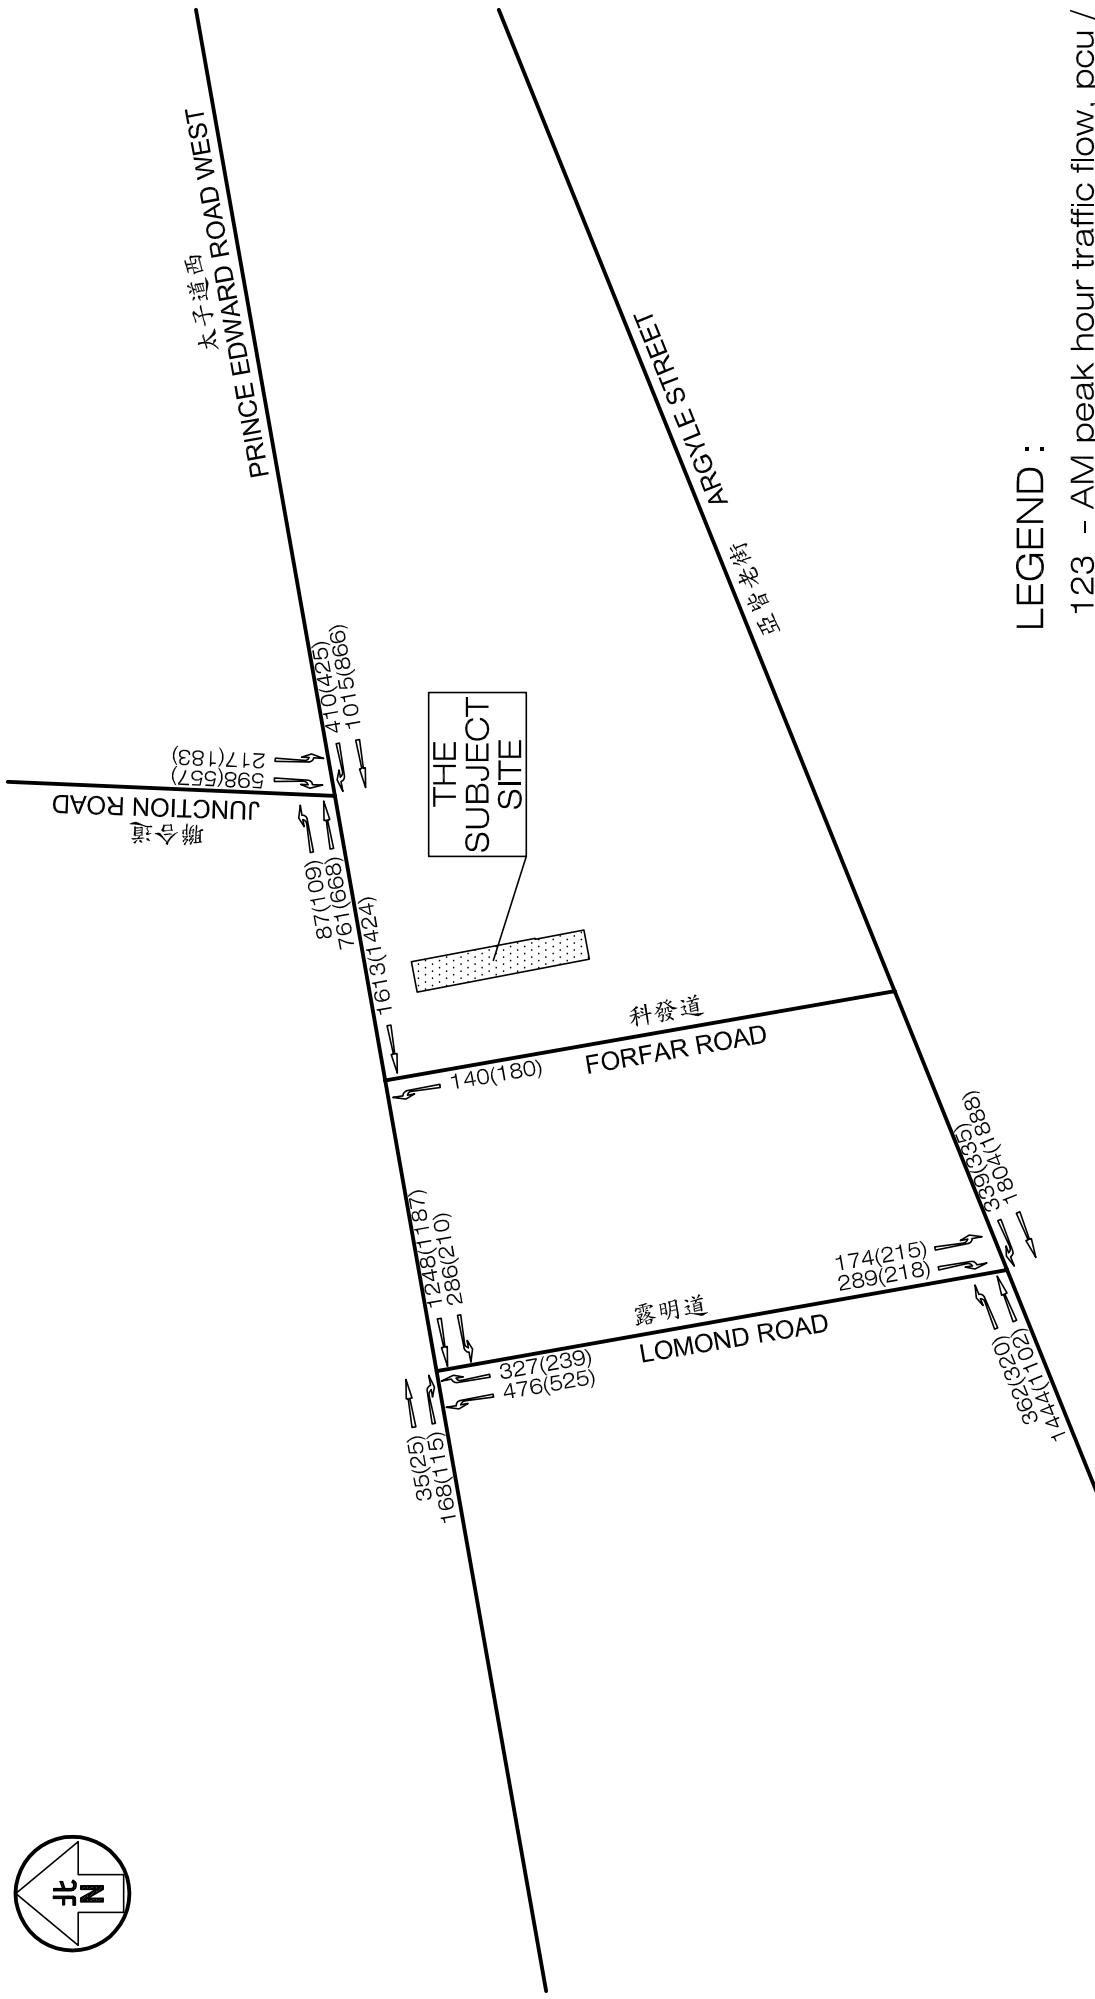 北
N
太子道西
PRINCE EDWARD ROAD WEST
聯合道
JUNCTION ROAD
598(557)
217(183)
410(425)
1015(866)
87(109)
761(668)
1613(1424)
THE
SUBJECT
SITE
140(180)
科發道
FORFAR ROAD
1248(1187)
286(210)
35(25)
168(115)
327(239)
476(525)
露明道
LOMOND ROAD
174(215)
289(218)
339(335)
1804(1888)
362(320)
1444(1102)
亞皆老街
ARGYLE STREET
LEGEND :
123 - AM peak hour traffic flow, pcu /